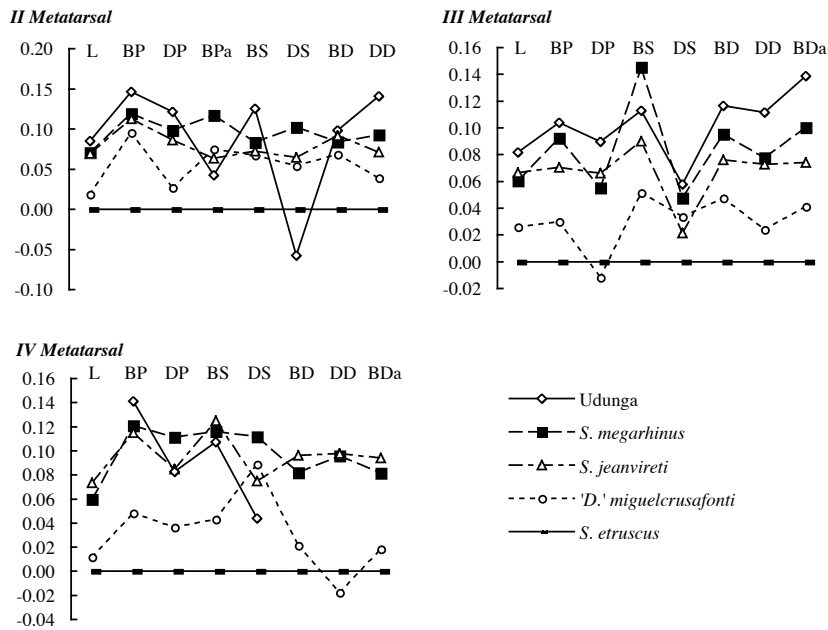 II Metatarsal
L BP DP BPa BS DS BD DD
0.20
0.15
0.10
0.05
0.00
-0.05
-0.10
III Metatarsal
L BP DP BS DS BD DD BDa
0.16
0.14
0.12
0.10
0.08
0.06
0.04
0.02
0.00
-0.02
IV Metatarsal
L BP DP BS DS BD DD BDa
0.16
0.14
0.12
0.10
0.08
0.06
0.04
0.02
0.00
-0.02
-0.04
Udunga
S. megarhinus
S. jeanvireti
'D.' miguelcrusafonti
S. etruscus